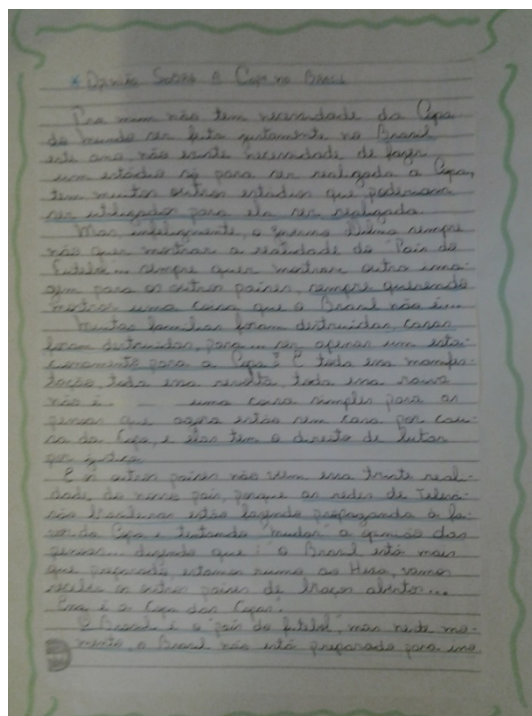 * Opinião Sobre a Copa no Brasil
Pra mim não tem necessidade da Copa
do mundo ser feita justamente no Brasil
este ano, não existe necessidade de fazer
um estádio só para ser realizada a Copa,
tem muitos outros estádios que poderiam
ser utilizados para ela ser realizada.
Mas, infelizmente, o governo Dilma sempre
não quer mostrar a realidade do "País do
Futebol"... sempre quer mostrar outra ima-
gem para os outros países, sempre querendo
mostrar uma coisa que o Brasil não é...
Muitas famílias foram destruídas, casas
foram destruídas, para... ser apenas um esta-
cionamento para a Copa? E toda essa manifes-
tação, toda essa revolta, toda essa raiva
não é uma coisa simples para as
pessoas que agora estão sem casa por cau-
sa da Copa, e elas tem o direito de lutar
por justiça.
E os outros países não vêem essa triste reali-
dade do nosso país, porque as redes de Televi-
são brasileiras estão fazendo propaganda à fa-
vor da Copa e tentando "mudar" a opinião das
pessoas... dizendo que: "o Brasil está mais
que preparado, estamos rumo ao Hexa, vamos
receber os outros países de braços abertos...
Essa é a Copa das Copas".
O Brasil é o "país do futebol", mas neste mo-
mento, o Brasil não está preparado para uma